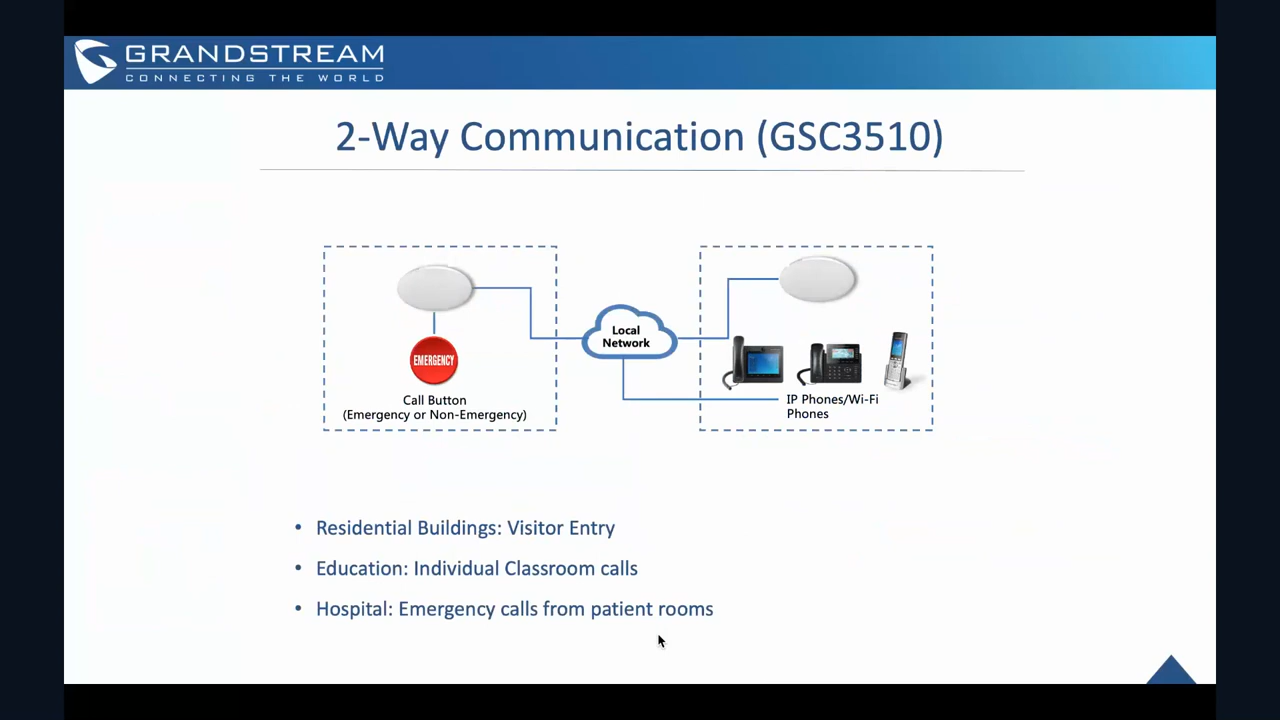 GRANDSTREAM
CONNECTING THE WORLD
2-Way Communication (GSC3510)
EMERGENCY
Call Button
(Emergency or Non-Emergency)
Local
Network
IP Phones/Wi-Fi
Phones
• Residential Buildings: Visitor Entry
• Education: Individual Classroom calls
• Hospital: Emergency calls from patient rooms